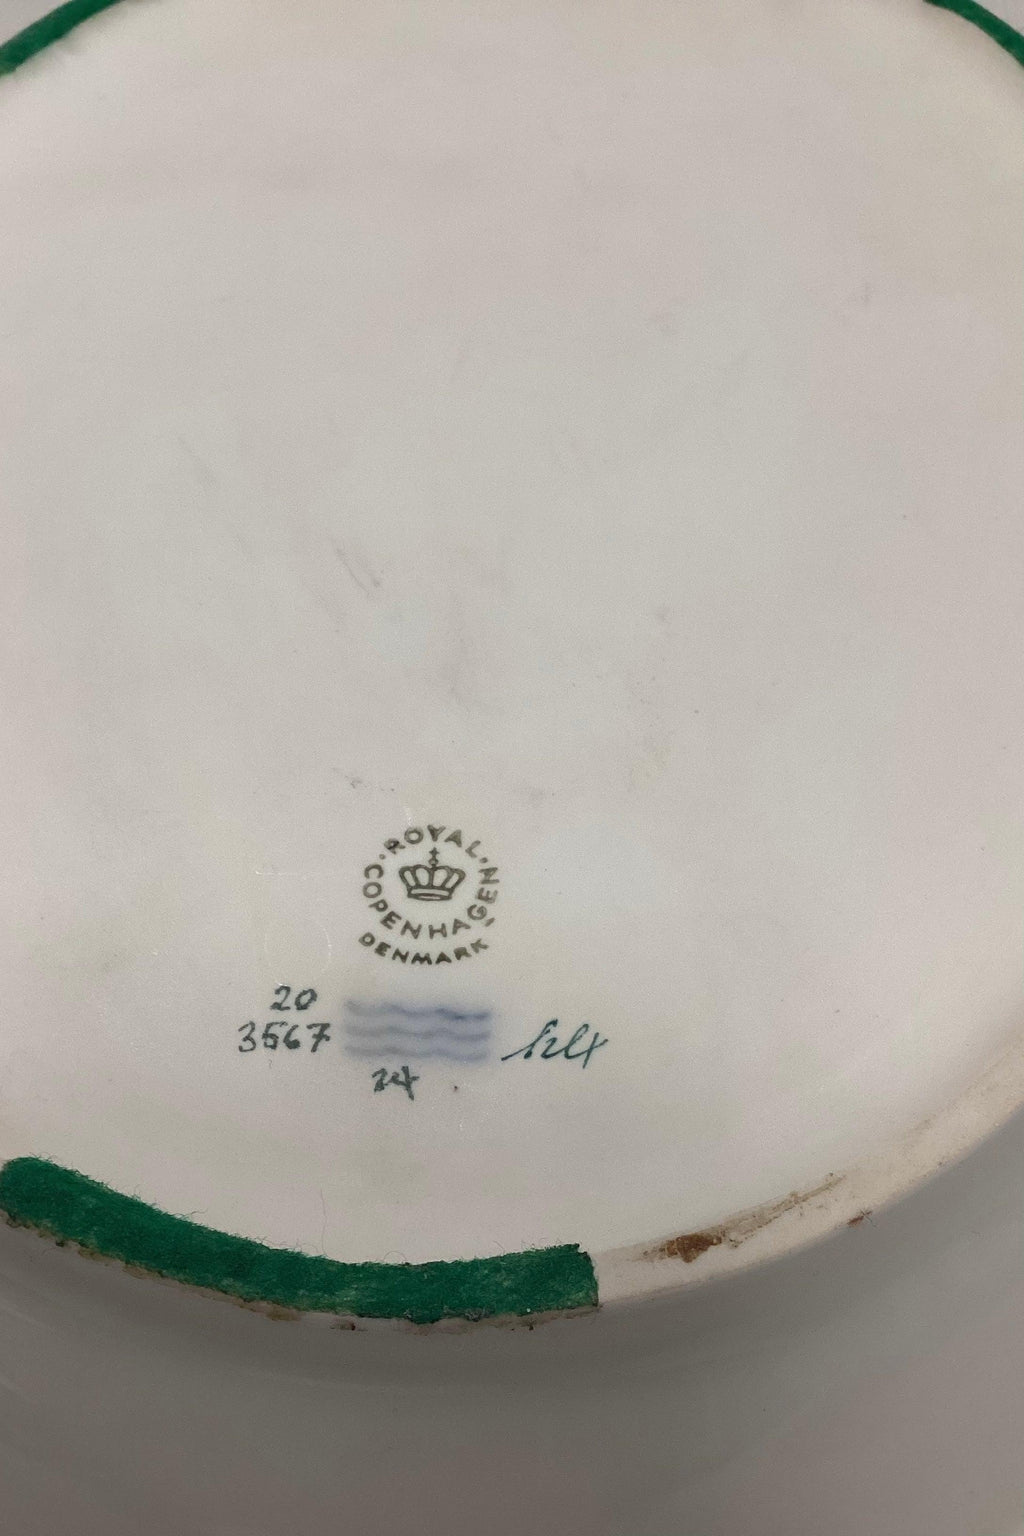 ROYAL
COPENHAGEN
DENMARK
20
3567
24